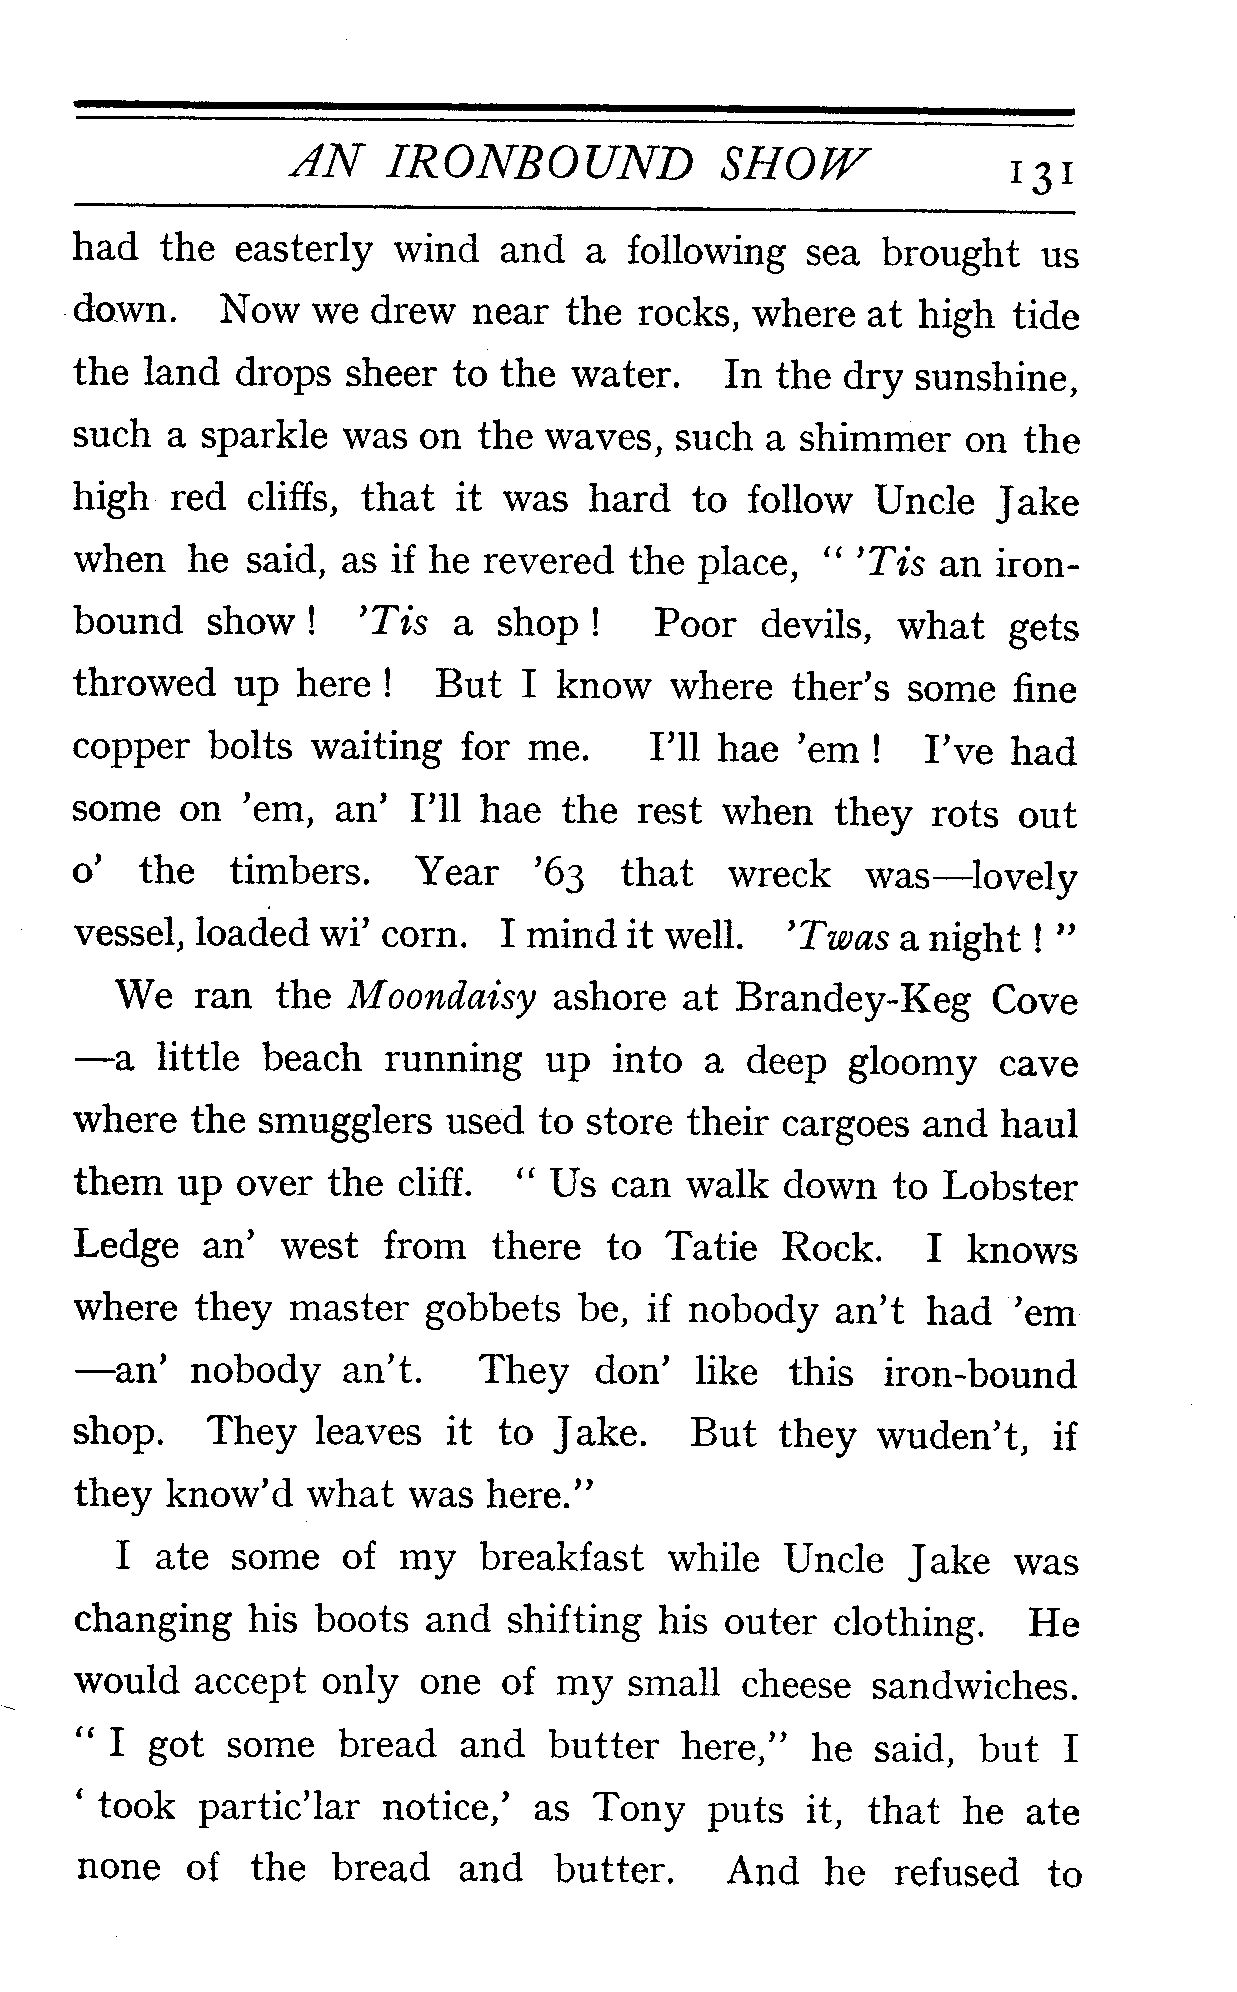 AN IRONBOUND SHOW 131
had the easterly wind and a following sea brought us
down. Now we drew near the rocks, where at high tide
the land drops sheer to the water. In the dry sunshine,
such a sparkle was on the waves, such a shimmer on the
high red cliffs, that it was hard to follow Uncle Jake
when he said, as if he revered the place, “ ’Tis an iron-
bound show ! ’Tis a shop ! Poor devils, what gets
throwed up here ! But I know where ther’s some fine
copper bolts waiting for me. I’ll hae ’em ! I’ve had
some on ’em, an’ I’ll hae the rest when they rots out
o’ the timbers. Year ’63 that wreck was—lovely
vessel, loaded wi’ corn. I mind it well. ’Twas a night ! ”
We ran the Moondaisy ashore at Brandey-Keg Cove
—a little beach running up into a deep gloomy cave
where the smugglers used to store their cargoes and haul
them up over the cliff. “ Us can walk down to Lobster
Ledge an’ west from there to Tatie Rock. I knows
where they master gobbets be, if nobody an’t had ’em
—an’ nobody an’t. They don’ like this iron-bound
shop. They leaves it to Jake. But they wuden’t, if
they know’d what was here.”
I ate some of my breakfast while Uncle Jake was
changing his boots and shifting his outer clothing. He
would accept only one of my small cheese sandwiches.
“ I got some bread and butter here,” he said, but I
‘ took partic’lar notice,’ as Tony puts it, that he ate
none of the bread and butter. And he refused to